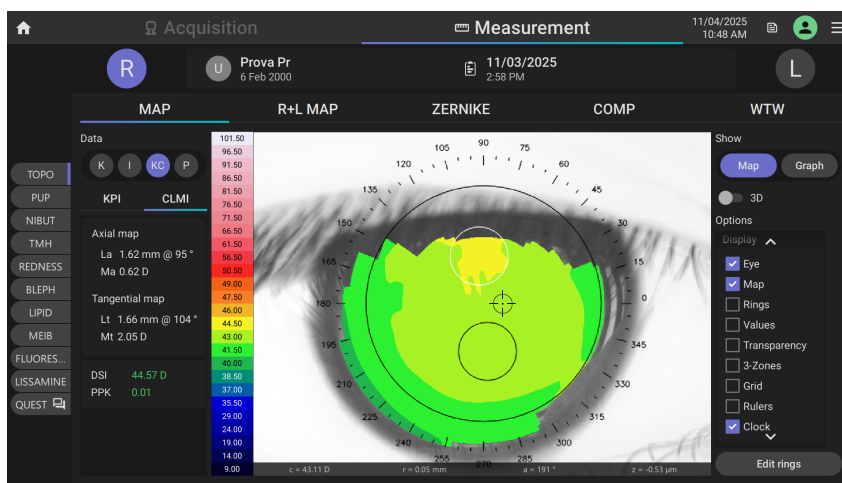 Acquisition
Measurement
11/04/2025
10:48 AM
R
U
Prova Pr
6 Feb 2000
11/03/2025
2:58 PM
L
MAP
R+L MAP
ZERNIKE
COMP
WTW
TOPO
PUP
NIBUT
TMH
REDNESS
BLEPH
LIPID
MEIB
FLUORES...
LISSAMINE
QUEST
Data
K
I
KC
P
KPI
CLMI
Axial map
La 1.62 mm @ 95 °
Ma 0.62 D
Tangential map
Lt 1.66 mm @ 104 °
Mt 2.05 D
DSI 44.57 D
PPK 0.01
101.50
96.50
91.50
86.50
81.50
76.50
71.50
66.50
61.50
56.50
50.50
49.00
47.50
46.00
44.50
43.00
41.50
40.00
38.50
37.00
35.50
29.00
24.00
19.00
14.00
9.00
105
90
75
120
60
135
45
150
30
165
15
180
0
195
345
210
330
225
315
240
300
255
270
285
c = 43.11 D
r = 0.05 mm
a = 191 °
z = -0.53 µm
Show
Map
Graph
3D
Options
Display
Eye
Map
Rings
Values
Transparency
3-Zones
Grid
Rulers
Clock
Edit rings